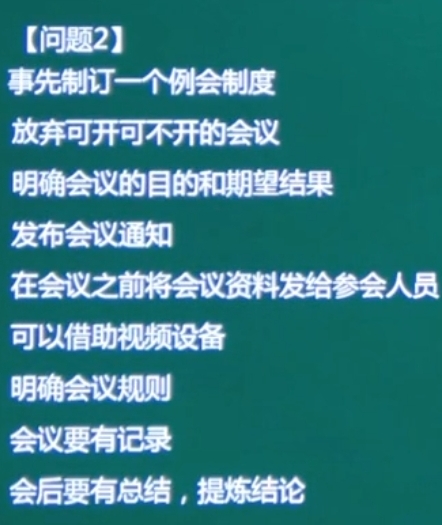 【问题2】
事先制订一个例会制度
放弃可开可不开的会议
明确会议的目的和期望结果
发布会议通知
在会议之前将会议资料发给参会人员
可以借助视频设备
明确会议规则
会议要有记录
会后要有总结，提炼结论